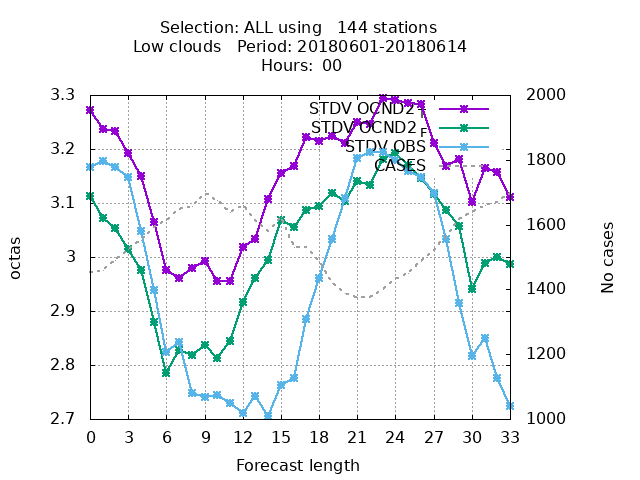 Selection: ALL using   144 stations
Low clouds   Period: 20180601-20180614
Hours:  00
STDV OCND2 T
STDV OCND2 F
STDV OBS
CASES
3.3
3.2
3.1
3
2.9
2.8
2.7
octas
2000
1800
1600
1400
1200
1000
No cases
0 3 6 9 12 15 18 21 24 27 30 33
Forecast length